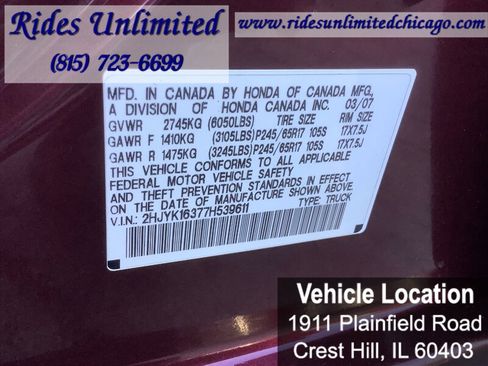 Rides Unlimited
(815) 723-6699
www.ridesunlimitedchicago.com
MFD. IN CANADA BY HONDA OF CANADA MFG.,
A DIVISION OF HONDA CANADA INC. 03/07
GVWR 2745KG (6050LBS) TIRE SIZE RIM SIZE
GAWR F 1410KG (3105LBS) P245/65R17 105S 17X7.5J
GAWR R 1475KG (3245LBS) P245/65R17 105S 17X7.5J
THIS VEHICLE CONFORMS TO ALL APPLICABLE
FEDERAL MOTOR VEHICLE SAFETY STANDARDS IN EFFECT
ON THE DATE OF MANUFACTURE SHOWN ABOVE.
V.I.N.: 2HJYK16377H539611 TYPE: TRUCK
Vehicle Location
1911 Plainfield Road
Crest Hill, IL 60403